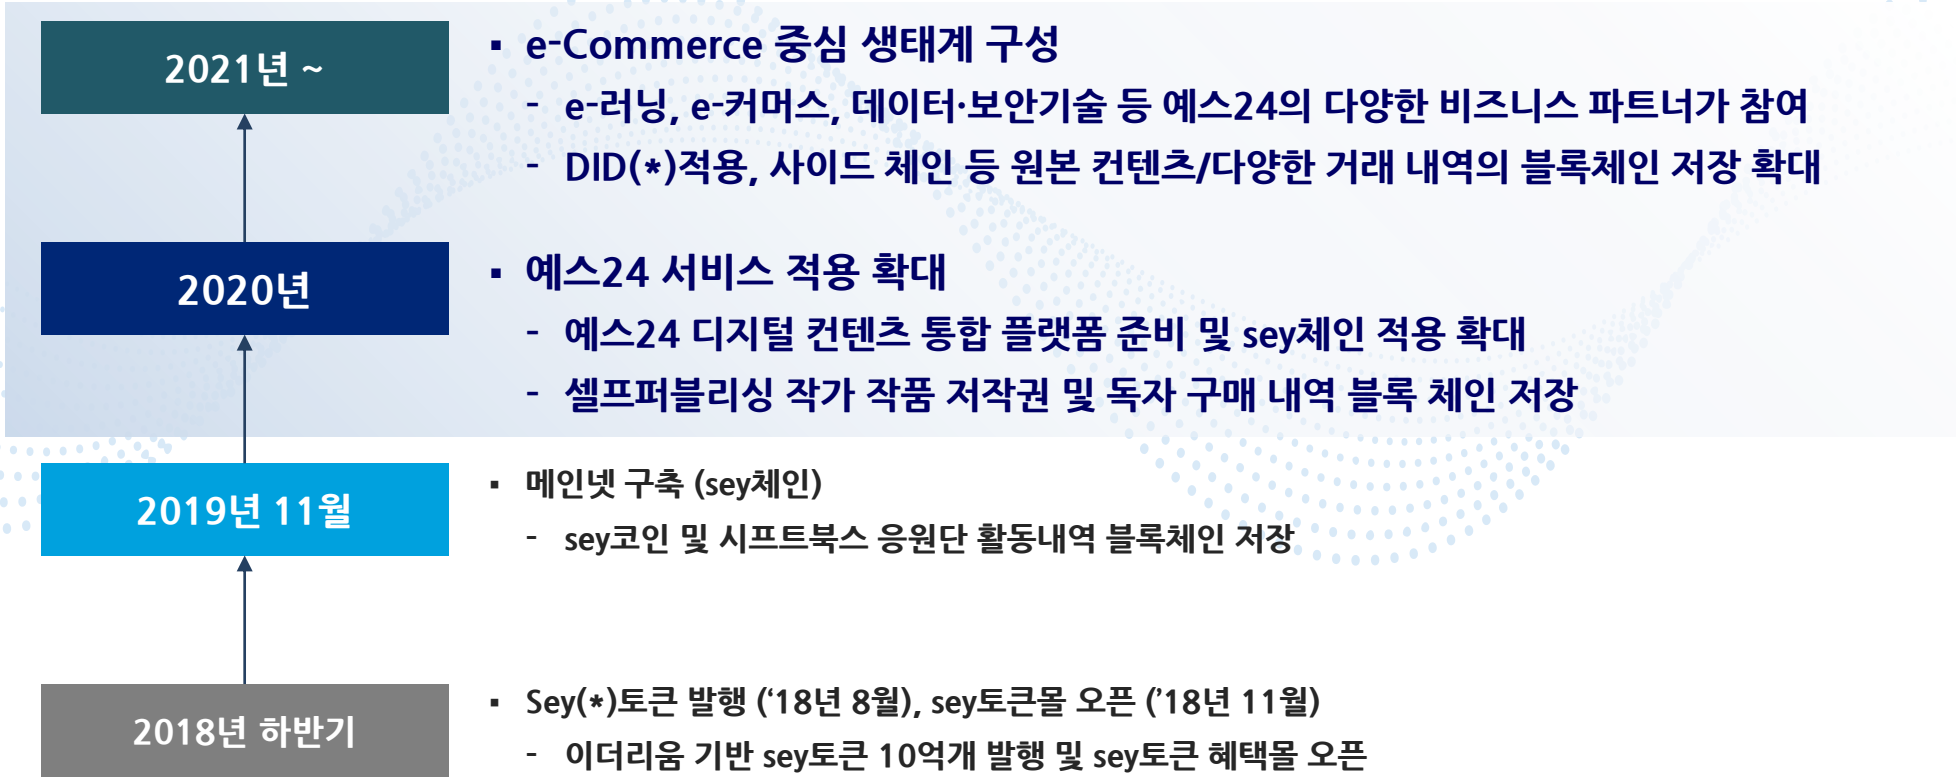 2021년 ~
▪ e-Commerce 중심 생태계 구성
- e-러닝, e-커머스, 데이터·보안기술 등 예스24의 다양한 비즈니스 파트너가 참여
- DID(*)적용, 사이드 체인 등 원본 컨텐츠/다양한 거래 내역의 블록체인 저장 확대
2020년
▪ 예스24 서비스 적용 확대
- 예스24 디지털 컨텐츠 통합 플랫폼 준비 및 sey체인 적용 확대
- 셀프퍼블리싱 작가 작품 저작권 및 독자 구매 내역 블록 체인 저장
2019년 11월
▪ 메인넷 구축 (sey체인)
- sey코인 및 시프트북스 응원단 활동내역 블록체인 저장
2018년 하반기
▪ Sey(*)토큰 발행 (‘18년 8월), sey토큰몰 오픈 (’18년 11월)
- 이더리움 기반 sey토큰 10억개 발행 및 sey토큰 혜택몰 오픈